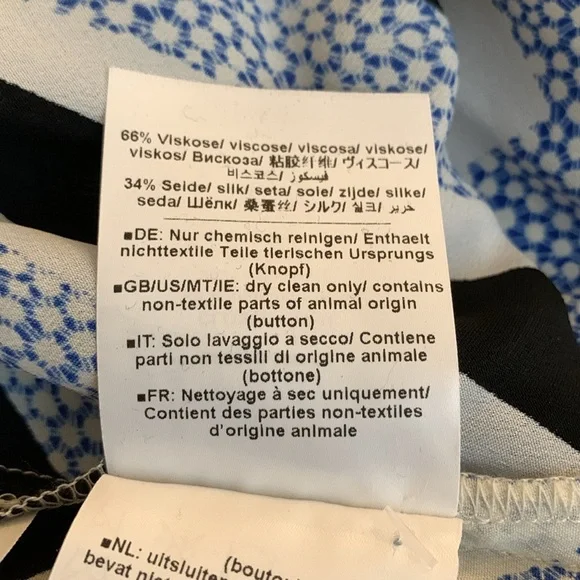 66% Viskose/ viscose/ viscosa/ viskose/
viskos/ Вискоза/ 粘胶纤维/ ヴィスコース/
비스코스/ فيسكوز
34% Seide/ silk/ seta/ soie/ zijde/ silke/
seda/ Шёлк/ 桑蚕丝/ シルク/ 실크/ حرير
■DE: Nur chemisch reinigen/ Enthaelt
nichttextile Teile tierischen Ursprungs
(Knopf)
■GB/US/MT/IE: dry clean only/ contains
non-textile parts of animal origin
(button)
■IT: Solo lavaggio a secco/ Contiene
parti non tessili di origine animale
(bottone)
■FR: Nettoyage à sec uniquement/
Contient des parties non-textiles
d'origine animale
(bouto
■NL: uitsluiten
bevat niet